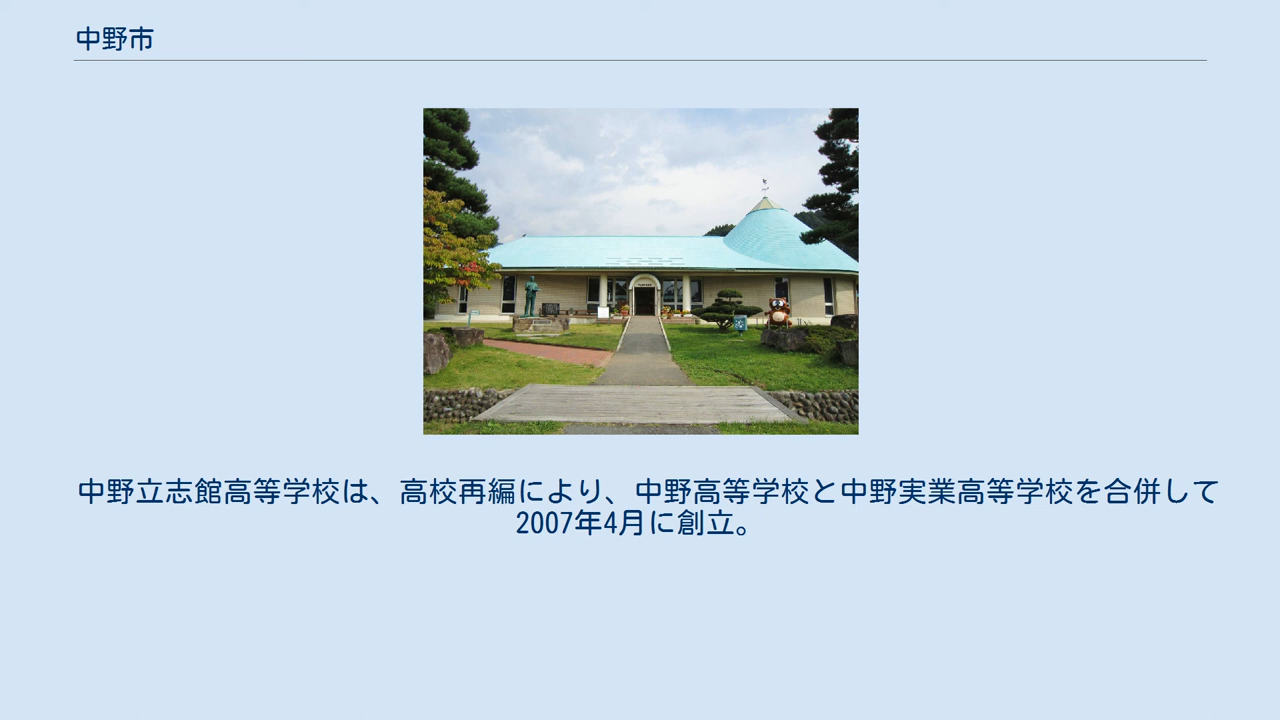 中野市
中野立志館高等学校は、高校再編により、中野高等学校と中野実業高等学校を合併して
2007年4月に創立。